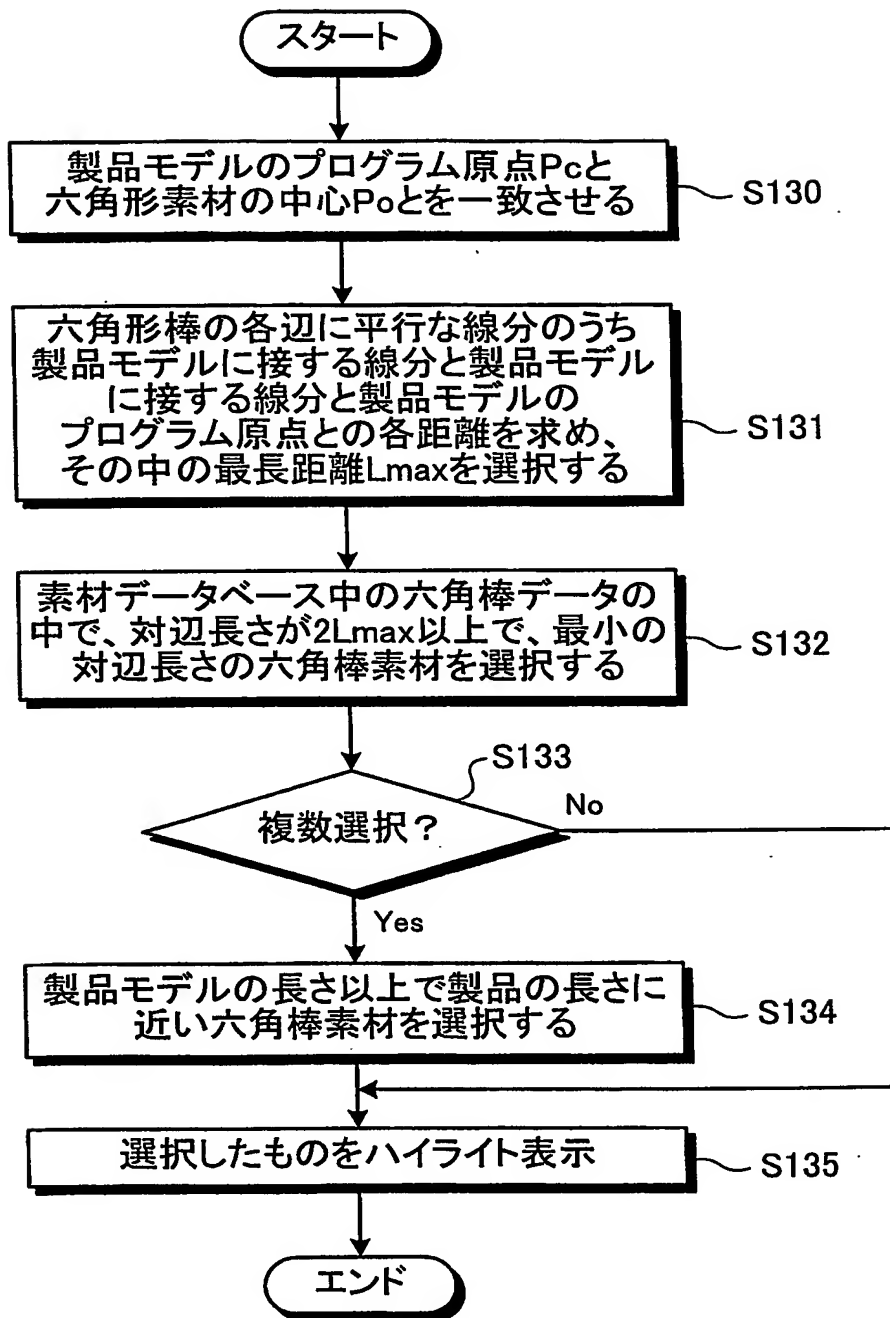 スタート
製品モデルのプログラム原点Pcと
六角形素材の中心Poとを一致させる
S130
六角形棒の各辺に平行な線分のうち
製品モデルに接する線分と製品モデル
に接する線分と製品モデルの
プログラム原点との各距離を求め、
その中の最長距離Lmaxを選択する
S131
素材データベース中の六角棒データの
中で、対辺長さが2Lmax以上で、最小の
対辺長さの六角棒素材を選択する
S132
S133
複数選択?
No
Yes
製品モデルの長さ以上で製品の長さに
近い六角棒素材を選択する
S134
選択したものをハイライト表示
S135
エンド